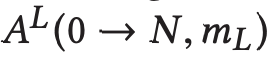 A^L(0 → N, m_L)